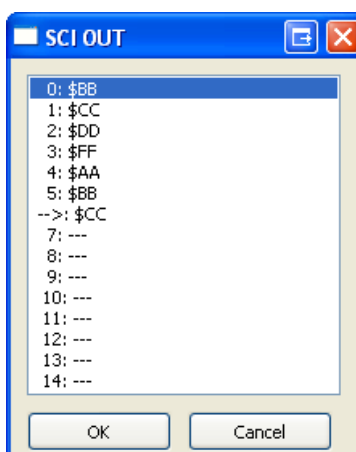 SCI OUT
0: $BB
1: $CC
2: $DD
3: $FF
4: $AA
5: $BB
-->: $CC
7: ---
8: ---
9: ---
10: ---
11: ---
12: ---
13: ---
14: ---
OK Cancel